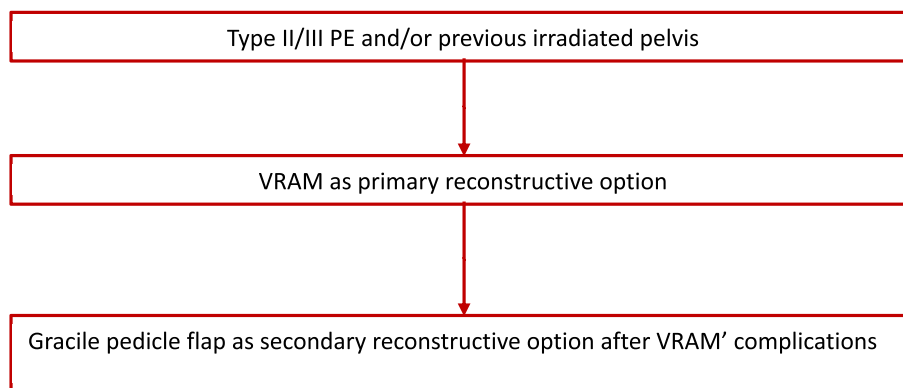 Type II/III PE and/or previous irradiated pelvis
VRAM as primary reconstructive option
Gracile pedicle flap as secondary reconstructive option after VRAM’ complications